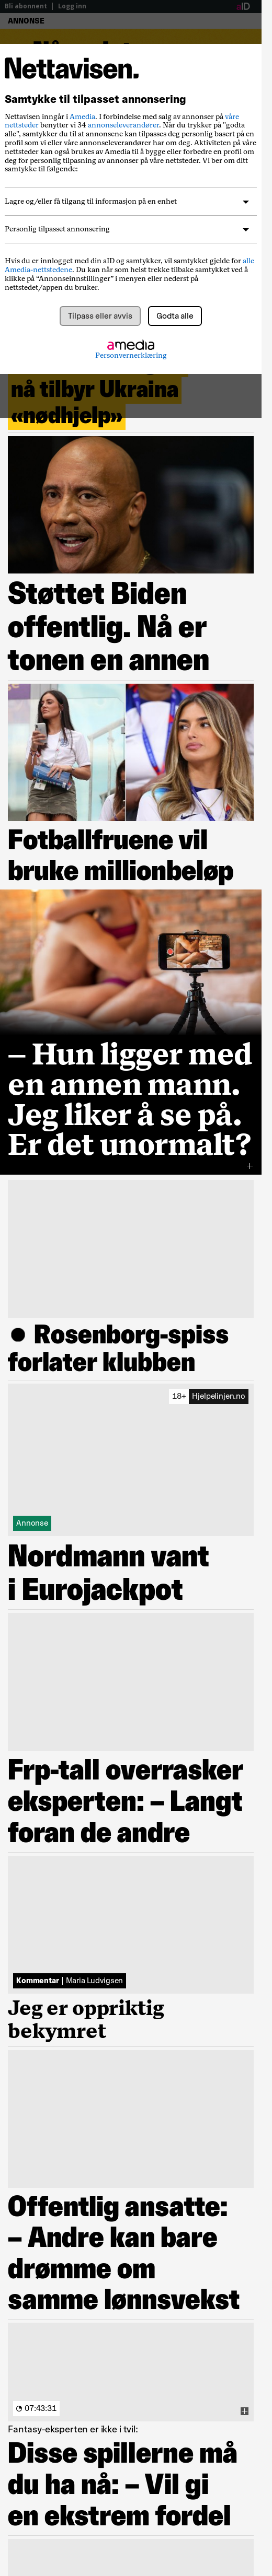 Bli abonnent | Logg inn
aID
ANNONSE
Nettavisen.
Samtykke til tilpasset annonsering
Nettavisen inngår i Amedia. I forbindelse med salg av annonser på våre
nettsteder benytter vi 34 annonseleverandører. Når du trykker på "godta
alle", samtykker du til at annonser kan tilpasses deg personlig basert på en
profil som vi eller våre annonseleverandører har om deg. Aktiviteten på våre
nettsteder kan også brukes av Amedia til å bygge eller forbedre en profil om
deg for personlig tilpasning av annonser på våre nettsteder. Vi ber om ditt
samtykke til følgende:
Lagre og/eller få tilgang til informasjon på en enhet
Personlig tilpasset annonsering
Hvis du er innlogget med din aID og samtykker, vil samtykket gjelde for alle
Amedia-nettstedene. Du kan når som helst trekke tilbake samtykket ved å
klikke på “Annonseinnstillinger” i menyen eller nederst på
nettstedet/appen du bruker.
Tilpass eller avvis
Godta alle
amedia
Personvernerklæring
nå tilbyr Ukraina
«nødhjelp»
Støttet Biden
offentlig. Nå er
tonen en annen
Fotballfruene vil
bruke millionbeløp
– Hun ligger med
en annen mann.
Jeg liker å se på.
Er det unormalt?
Rosenborg-spiss
forlater klubben
18+ Hjelpelinjen.no
Annonse
Nordmann vant
i Eurojackpot
Frp-tall overrasker
eksperten: – Langt
foran de andre
Kommentar | Maria Ludvigsen
Jeg er oppriktig
bekymret
Offentlig ansatte:
– Andre kan bare
drømme om
samme lønnsvekst
07:43:31
Fantasy-eksperten er ikke i tvil:
Disse spillerne må
du ha nå: – Vil gi
en ekstrem fordel